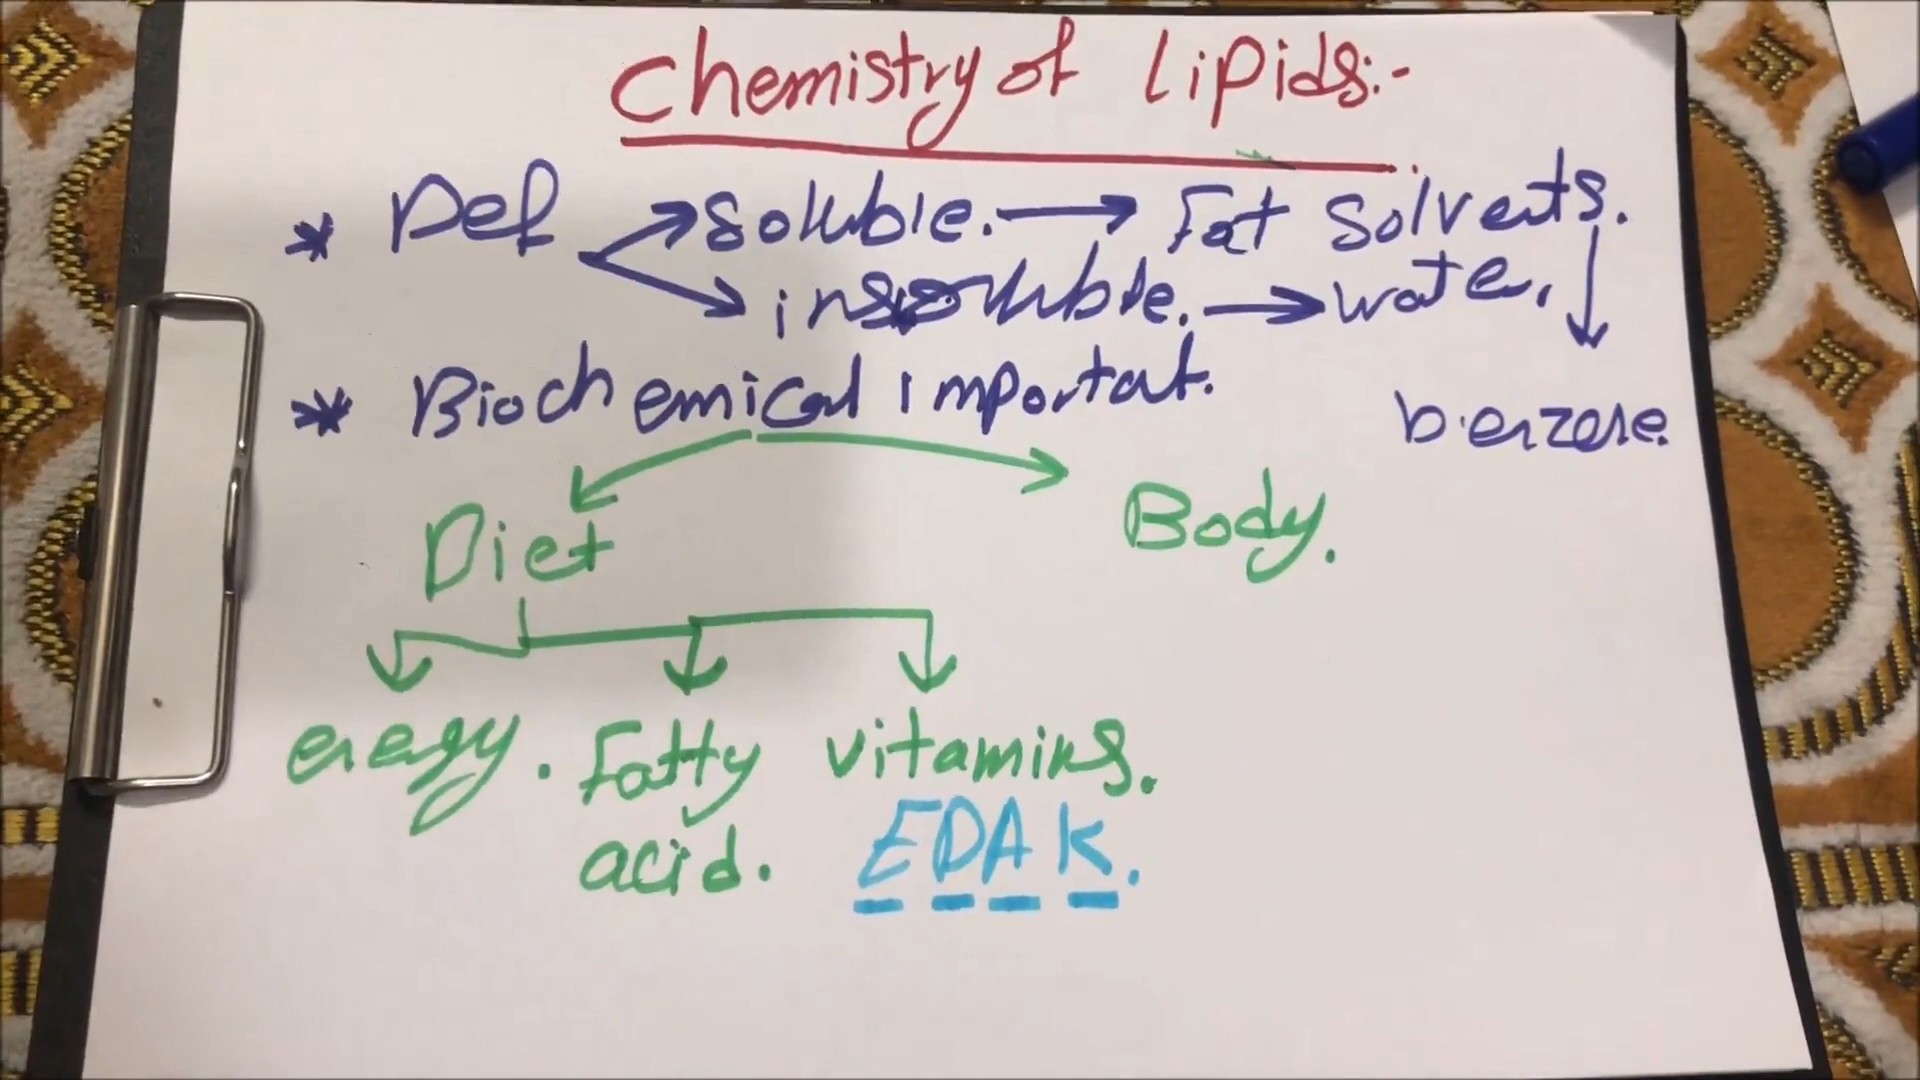 Chemistry of Lipids:-
* Def → soluble. → Fat solvents.
→ insoluble. → water.
* Biochemical important.
benzene.
Diet
Body.
energy. Fatty vitamins.
acid. EDAK.